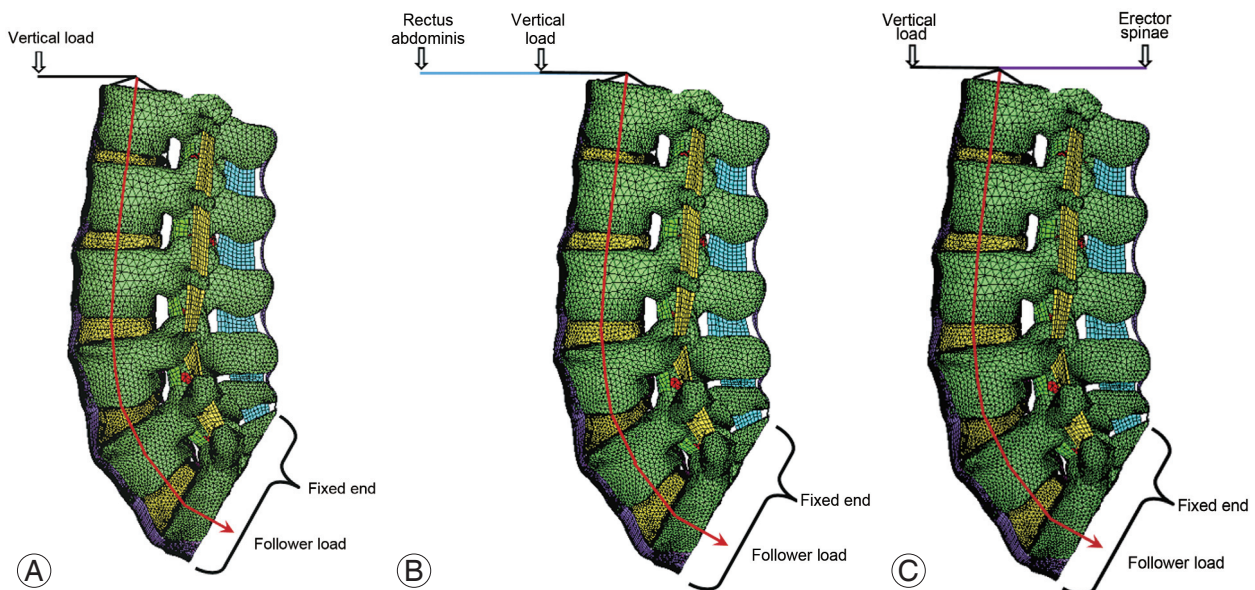 Vertical load
Fixed end
Follower load
A
Rectus
abdominis
Vertical
load
Fixed end
Follower load
B
Vertical
load
Erector
spinae
Fixed end
Follower load
C